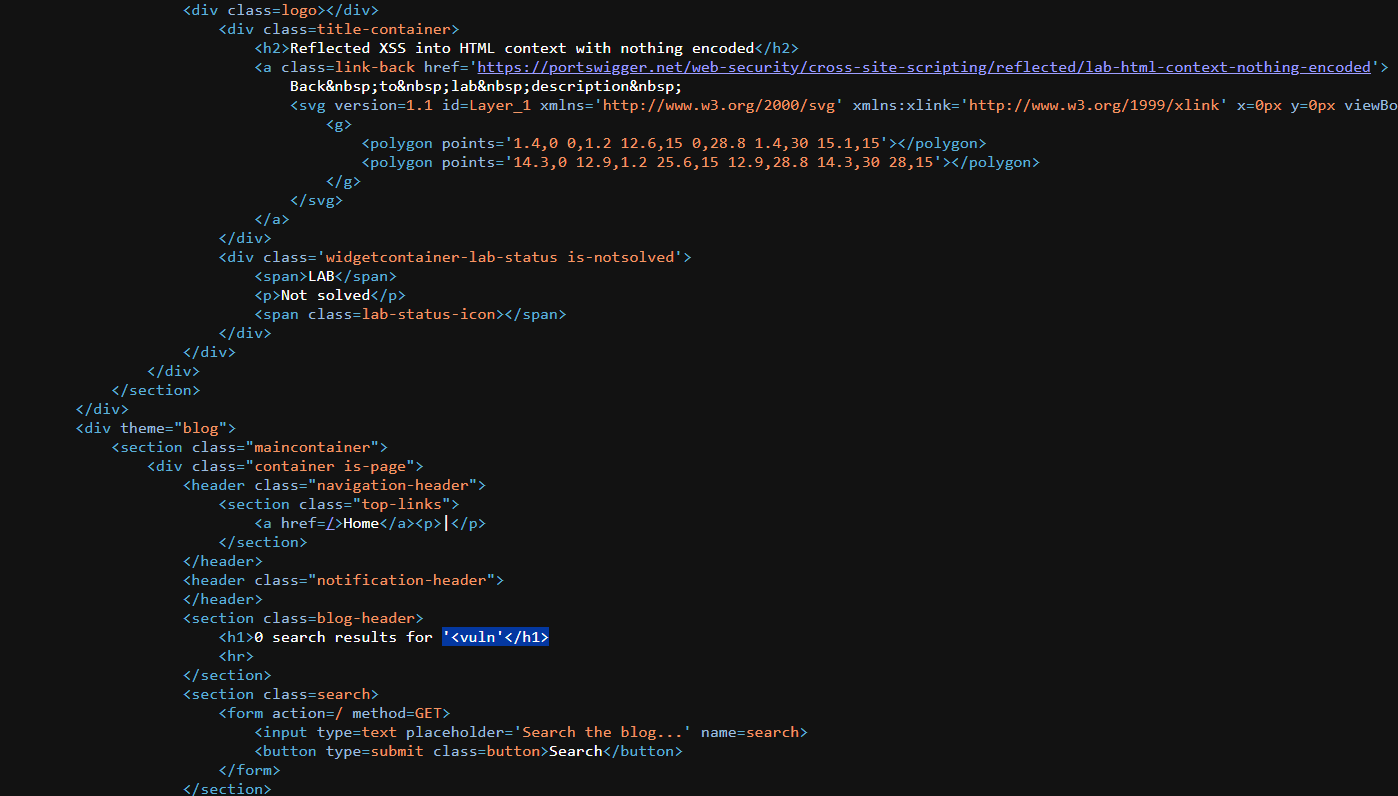 <div class=logo></div>
<div class=title-container>
<h2>Reflected XSS into HTML context with nothing encoded</h2>
<a class=link-back href='https://portswigger.net/web-security/cross-site-scripting/reflected/lab-html-context-nothing-encoded'>
Back&nbsp;to&nbsp;lab&nbsp;description&nbsp;
<svg version=1.1 id=Layer_1 xmlns='http://www.w3.org/2000/svg' xmlns:xlink='http://www.w3.org/1999/xlink' x=0px y=0px viewBo
<g>
<polygon points='1.4,0 0,1.2 12.6,15 0,28.8 1.4,30 15.1,15'></polygon>
<polygon points='14.3,0 12.9,1.2 25.6,15 12.9,28.8 14.3,30 28,15'></polygon>
</g>
</svg>
</a>
</div>
<div class='widgetcontainer-lab-status is-notsolved'>
<span>LAB</span>
<p>Not solved</p>
<span class=lab-status-icon></span>
</div>
</div>
</div>
</section>
</div>
<div theme="blog">
<section class="maincontainer">
<div class="container is-page">
<header class="navigation-header">
<section class="top-links">
<a href=/>Home</a><p>|</p>
</section>
</header>
<header class="notification-header">
</header>
<section class=blog-header>
<h1>0 search results for '<vuln'</h1>
<hr>
</section>
<section class=search>
<form action=/ method=GET>
<input type=text placeholder='Search the blog...' name=search>
<button type=submit class=button>Search</button>
</form>
</section>